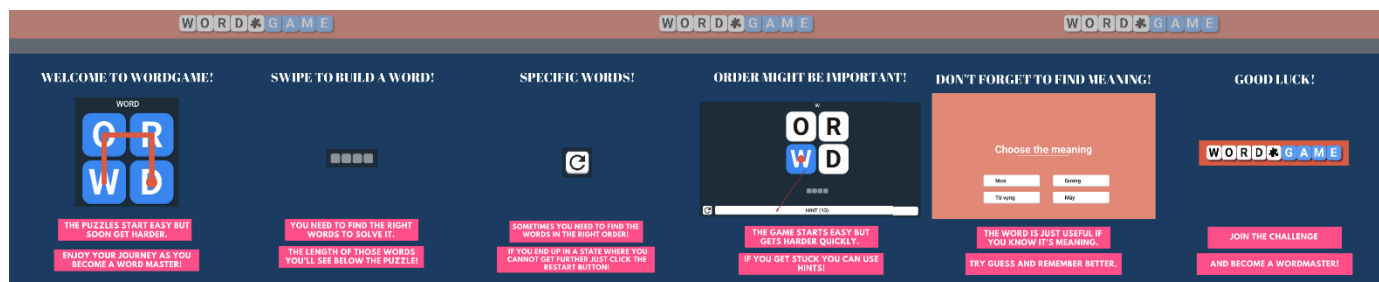 WORD GAME
WORD GAME
WORD GAME
WELCOME TO WORDGAME!
WORD
O R
W D
THE PUZZLES START EASY BUT
SOON GET HARDER.
ENJOY YOUR JOURNEY AS YOU
BECOME A WORD MASTER!
SWIPE TO BUILD A WORD!
YOU NEED TO FIND THE RIGHT
WORDS TO SOLVE IT.
THE LENGTH OF THOSE WORDS
YOU'LL SEE BELOW THE PUZZLE!
SPECIFIC WORDS!
SOMETIMES YOU NEED TO FIND THE
WORDS IN THE RIGHT ORDER!
IF YOU END UP IN A STATE WHERE YOU
CANNOT GET FURTHER JUST CLICK THE
RESTART BUTTON!
ORDER MIGHT BE IMPORTANT!
W
O R
W D
HINT (13)
THE GAME STARTS EASY BUT
GETS HARDER QUICKLY.
IF YOU GET STUCK YOU CAN USE
HINTS!
DON'T FORGET TO FIND MEANING!
Choose the meaning
Gương
Từ vựng
THE WORD IS JUST USEFUL IF
YOU KNOW IT'S MEANING.
TRY GUESS AND REMEMBER BETTER.
GOOD LUCK!
WORD GAME
JOIN THE CHALLENGE
AND BECOME A WORDMASTER!